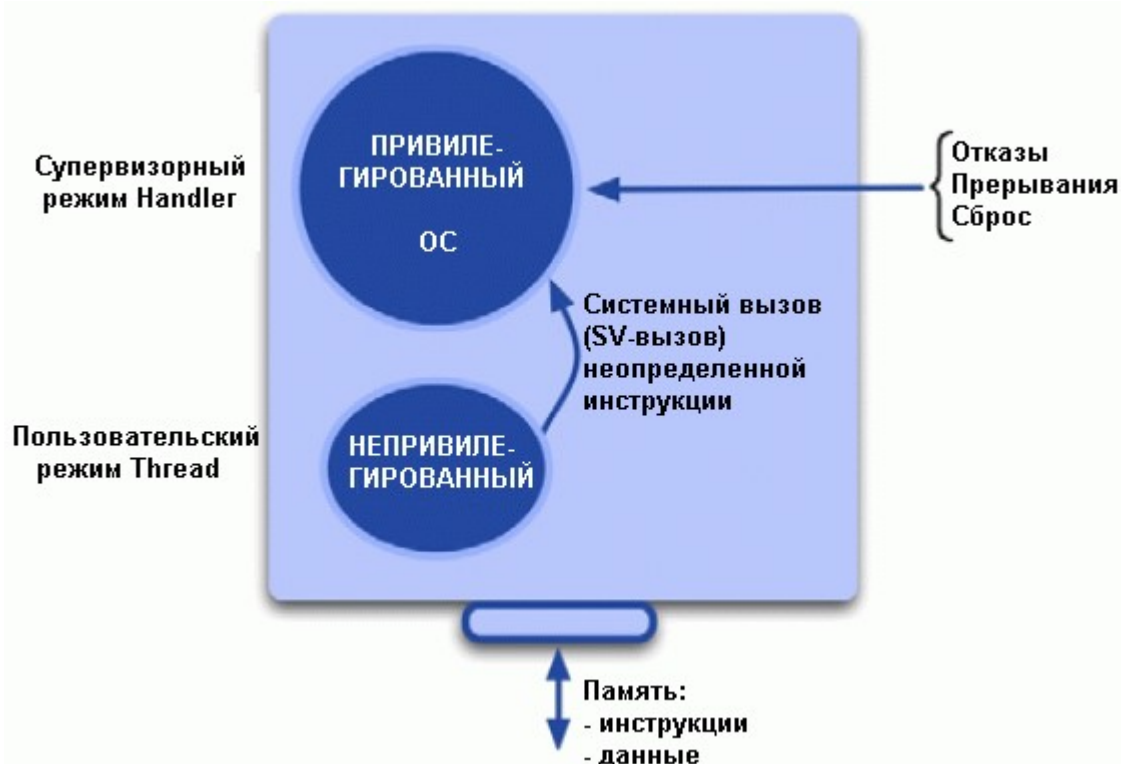 ПРИВИЛЕ-
ГИРОВАННЫЙ
ОС
Супервизорный
режим Handler
Отказы
Прерывания
Сброс
Системный вызов
(SV-вызов)
неопределенной
инструкции
Пользовательский
режим Thread
НЕПРИВИЛЕ-
ГИРОВАННЫЙ
Память:
- инструкции
- данные